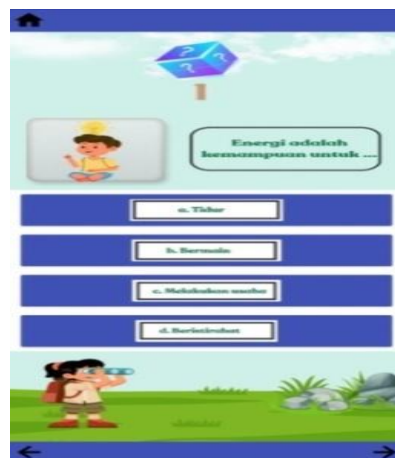 ? ? ?
Energi adalah
kemampuan untuk ...
a. Tidur
b. Bermain
c. Melakukan usaha
d. Beristirahat